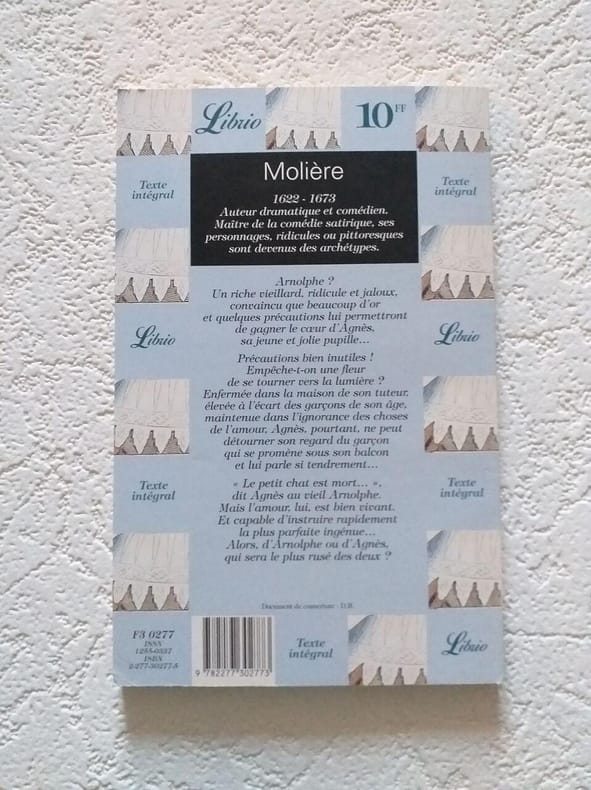 Librio
10FF
Molière
Texte
intégral
Texte
intégral
1622 - 1673
Auteur dramatique et comédien.
Maître de la comédie satirique, ses
personnages, ridicules ou pittoresques
sont devenus des archétypes.
Arnolphe ?
Un riche vieillard, ridicule et jaloux,
convaincu que beaucoup d'or
et quelques précautions lui permettront
de gagner le cœur d'Agnès,
sa jeune et jolie pupille...
Librio
Librio
Précautions bien inutiles !
Empêche-t-on une fleur
de se tourner vers la lumière ?
Enfermée dans la maison de son tuteur,
élevée à l'écart des garçons de son âge,
maintenue dans l'ignorance des choses
de l'amour, Agnès, pourtant, ne peut
détourner son regard du garçon
qui se promène sous son balcon
et lui parle si tendrement...
Texte
intégral
Texte
intégral
« Le petit chat est mort... »,
dit Agnès au vieil Arnolphe.
Mais l'amour, lui, est bien vivant.
Et capable d'instruire rapidement
la plus parfaite ingénue...
Alors, d'Arnolphe ou d'Agnès,
qui sera le plus rusé des deux ?
Document de couverture : D.R.
F3 0277
ISSN
1255-0337
ISBN
2-277-30277-5
9 782277 302773
Texte
intégral
Librio